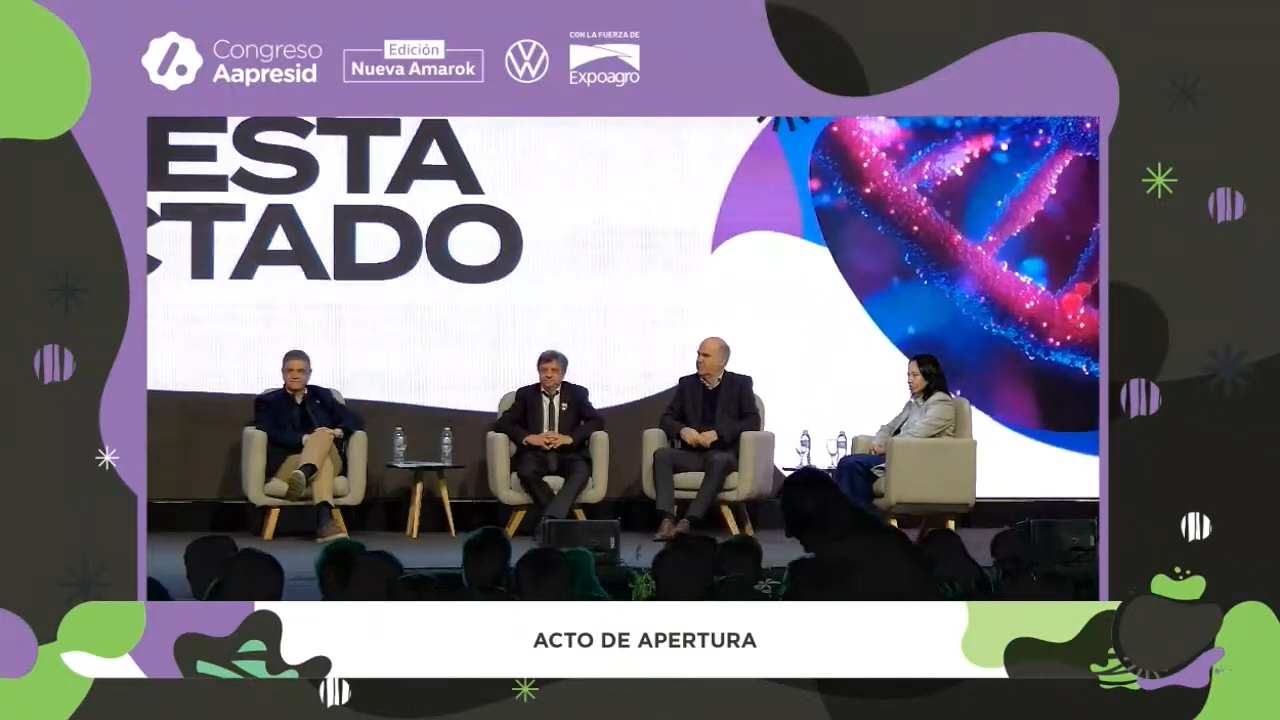 Congreso
Aapresid
Edición
Nueva Amarok
CON LA FUERZA DE
Expoagro
ESTA
CTADO
ACTO DE APERTURA